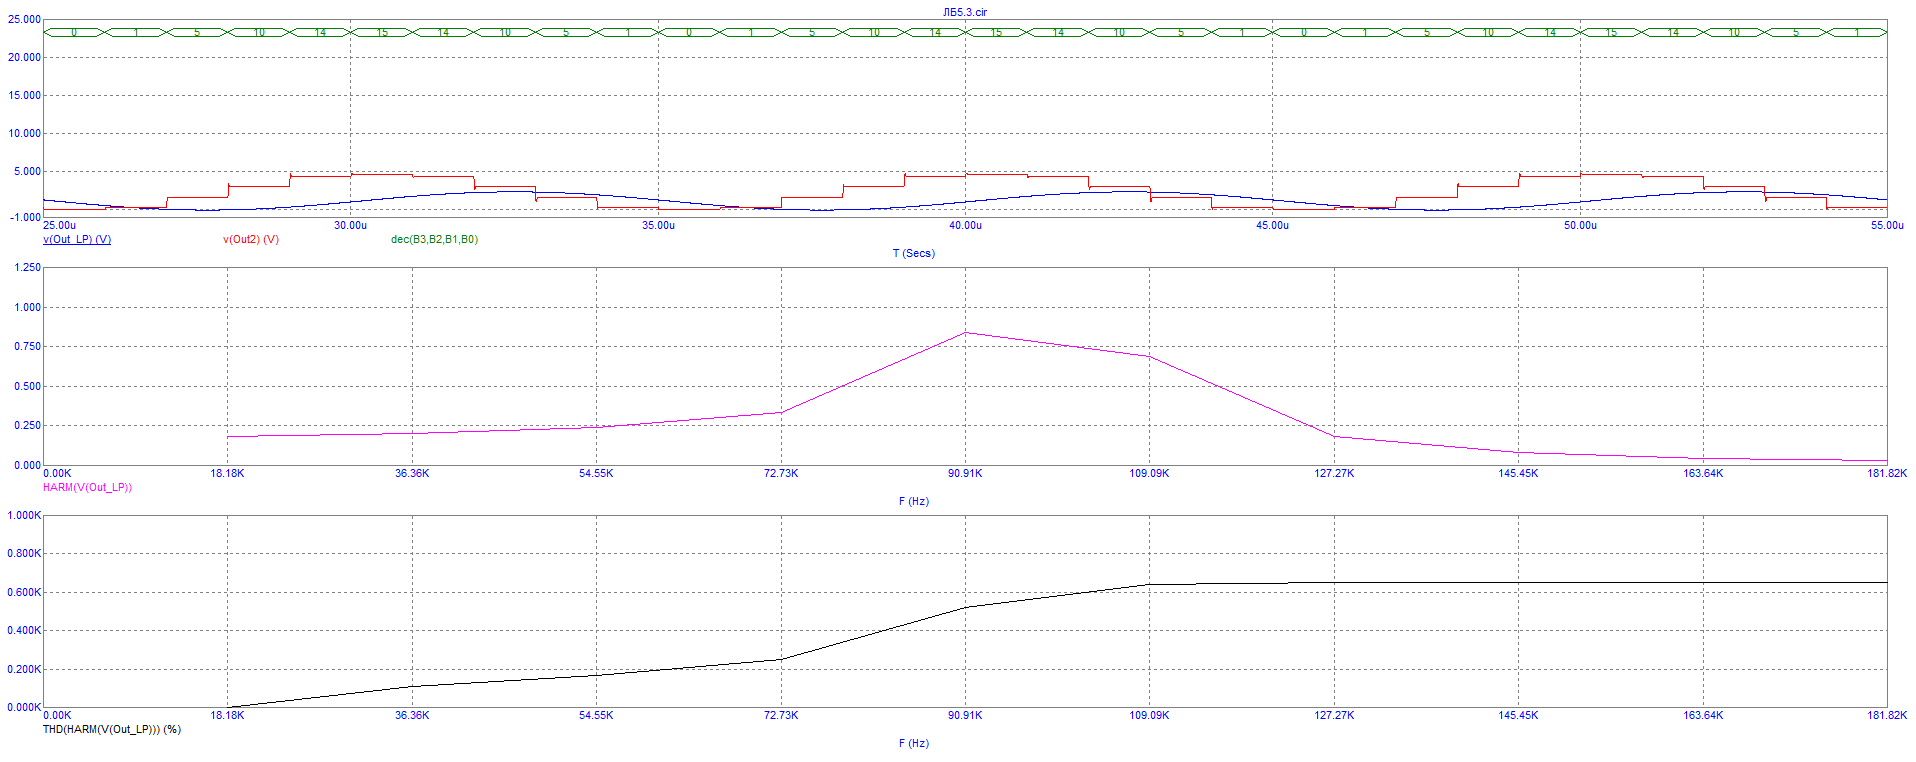 ЛБ5.3.cir
25.000
0 1 5 10 14 15 14 10 5 1 0 1 5 10 14 15 14 10 5 1 0 1 5 10 14 15 14 10 5 1
20.000
15.000
10.000
5.000
-1.000
25.00u 30.00u 35.00u 40.00u 45.00u 50.00u 55.00u
v(Out_LP) (V) v(Out2) (V) dec(B3,B2,B1,B0)
T (Secs)
1.250
1.000
0.750
0.500
0.250
0.000
0.00K 18.18K 36.36K 54.55K 72.73K 90.91K 109.09K 127.27K 145.45K 163.64K 181.82K
HARM(V(Out_LP))
F (Hz)
1.000K
0.800K
0.600K
0.400K
0.200K
0.000K
0.00K 18.18K 36.36K 54.55K 72.73K 90.91K 109.09K 127.27K 145.45K 163.64K 181.82K
THD(HARM(V(Out_LP))) (%)
F (Hz)